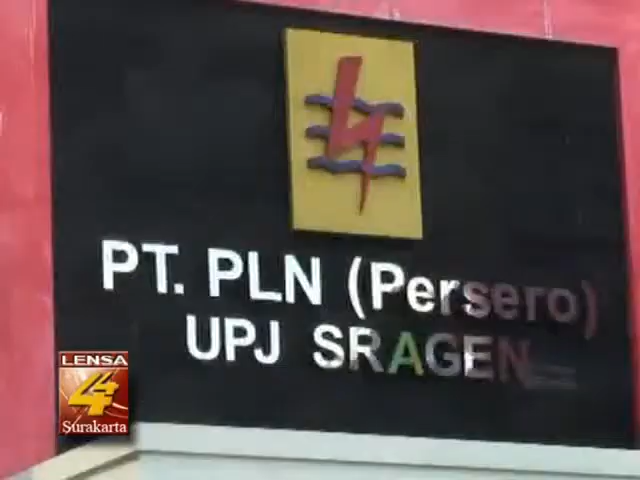 PT. PLN (Persero)
UPJ SRAGEN
LENSA
4
Surakarta